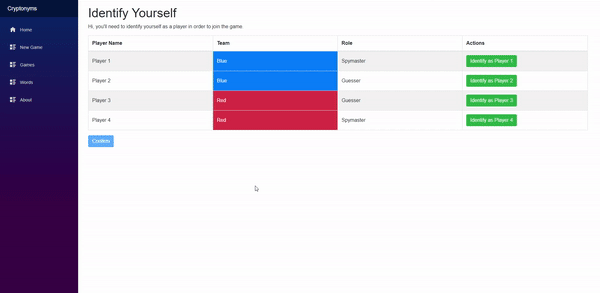 Cryptonyms
Home
New Game
Games
Words
About
Identify Yourself
Hi, you'll need to identify yourself as a player in order to join the game.
Player Name Team Role Actions
Player 1 Blue Spymaster Identify as Player 1
Player 2 Blue Guesser Identify as Player 2
Player 3 Red Guesser Identify as Player 3
Player 4 Red Spymaster Identify as Player 4
Confirm